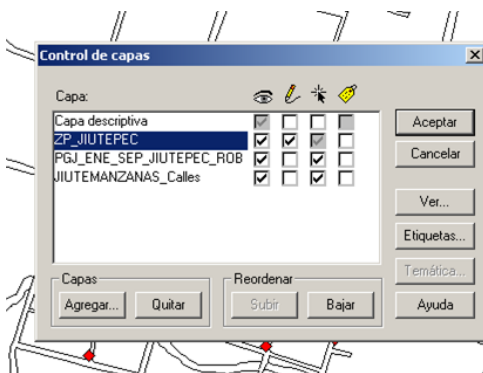 Control de capas
Capa:
Capa descriptiva
ZP_JIUTEPEC
PGJ_ENE_SEP_JIUTEPEC_ROB
JIUTEMANZANAS_Calles
Aceptar
Cancelar
Ver...
Etiquetas...
Temática...
Ayuda
Capas
Agregar...
Quitar
Reordenar
Subir
Bajar